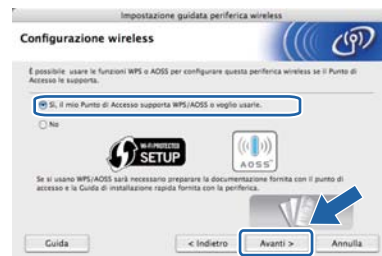 Impostazione guidata periferica wireless
Configurazione wireless
È possibile usare le funzioni WPS o AOSS per configurare questa periferica wireless se il Punto di
Accesso le supporta.
Sì, il mio Punto di Accesso supporta WPS/AOSS o voglio usarle.
No
WI-FI PROTECTED
SETUP
AOSS
Se si usano WPS/AOSS sarà necessario preparare la documentazione fornita con il punto di
accesso e la Guida di installazione rapida fornita con la periferica.
Guida
< Indietro
Avanti >
Annulla